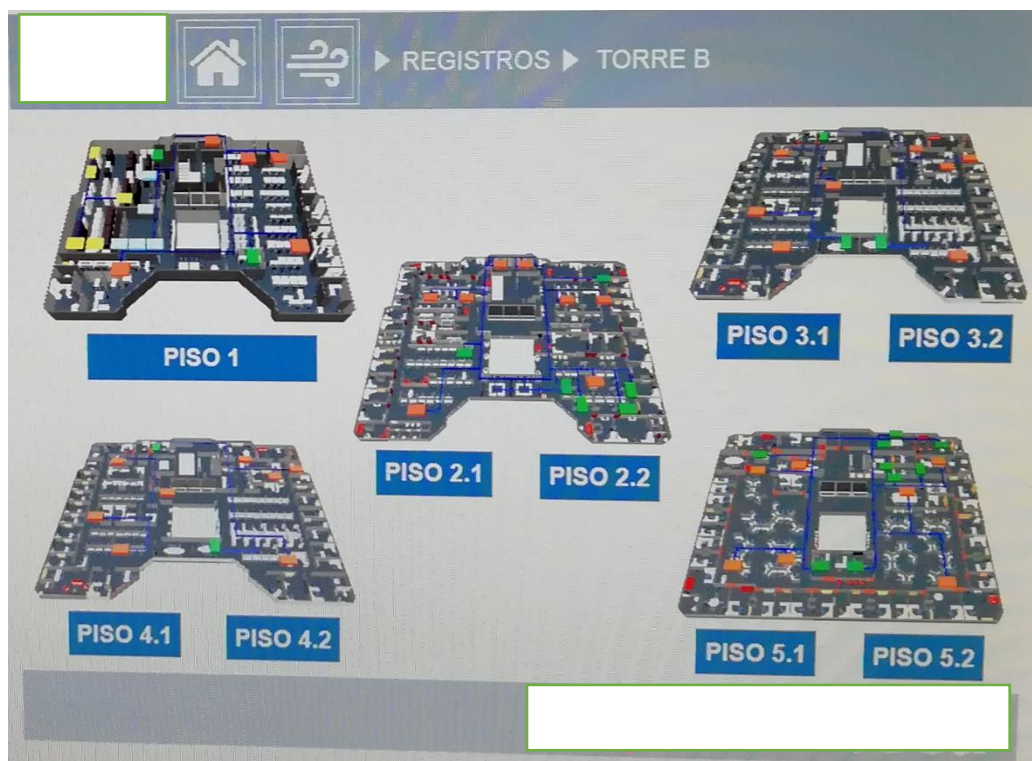 ▶ REGISTROS ▶ TORRE B
PISO 1
PISO 3.1
PISO 3.2
PISO 2.1
PISO 2.2
PISO 4.1
PISO 4.2
PISO 5.1
PISO 5.2